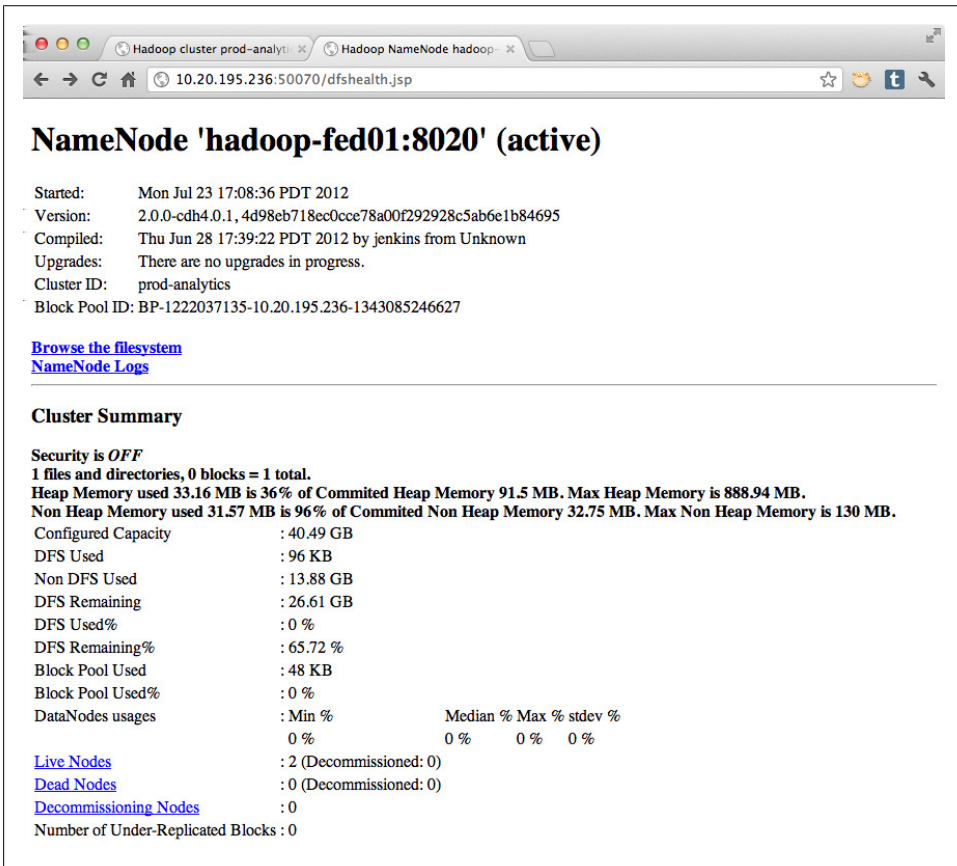 Hadoop cluster prod-analytic
Hadoop NameNode hadoop-
10.20.195.236:50070/dfshealth.jsp
NameNode 'hadoop-fed01:8020' (active)
Started: Mon Jul 23 17:08:36 PDT 2012
Version: 2.0.0-cdh4.0.1, 4d98eb718ec0cce78a00f292928c5ab6e1b84695
Compiled: Thu Jun 28 17:39:22 PDT 2012 by jenkins from Unknown
Upgrades: There are no upgrades in progress.
Cluster ID: prod-analytics
Block Pool ID: BP-1222037135-10.20.195.236-1343085246627
Browse the filesystem
NameNode Logs
Cluster Summary
Security is OFF
1 files and directories, 0 blocks = 1 total.
Heap Memory used 33.16 MB is 36% of Commited Heap Memory 91.5 MB. Max Heap Memory is 888.94 MB.
Non Heap Memory used 31.57 MB is 96% of Commited Non Heap Memory 32.75 MB. Max Non Heap Memory is 130 MB.
Configured Capacity : 40.49 GB
DFS Used : 96 KB
Non DFS Used : 13.88 GB
DFS Remaining : 26.61 GB
DFS Used% : 0 %
DFS Remaining% : 65.72 %
Block Pool Used : 48 KB
Block Pool Used% : 0 %
DataNodes usages : Min % Median % Max % stdev %
0 % 0 % 0 % 0 %
Live Nodes : 2 (Decommissioned: 0)
Dead Nodes : 0 (Decommissioned: 0)
Decommissioning Nodes : 0
Number of Under-Replicated Blocks : 0